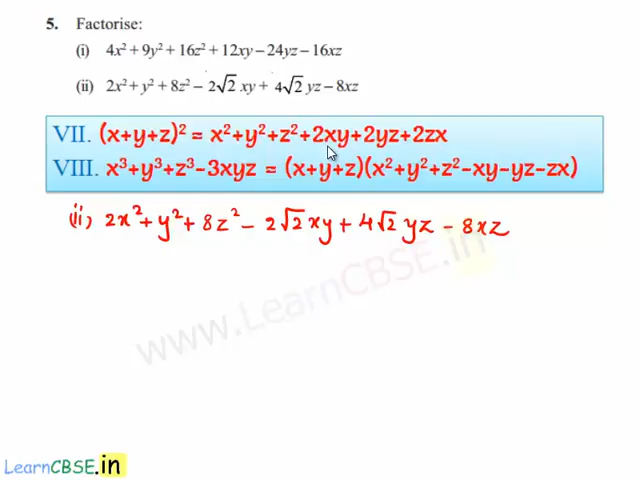 5. Factorise:
(i) 4x² + 9y² + 16z² + 12xy – 24yz – 16xz
(ii) 2x² + y² + 8z² – 2√2 xy + 4√2 yz – 8xz
VII. (x+y+z)² = x²+y²+z²+2xy+2yz+2zx
VIII. x³+y³+z³-3xyz = (x+y+z)(x²+y²+z²-xy-yz-zx)
(ii) 2x² + y² + 8z² - 2√2 xy + 4√2 yz - 8xz
www.LearnCBSE.in
LearnCBSE.in